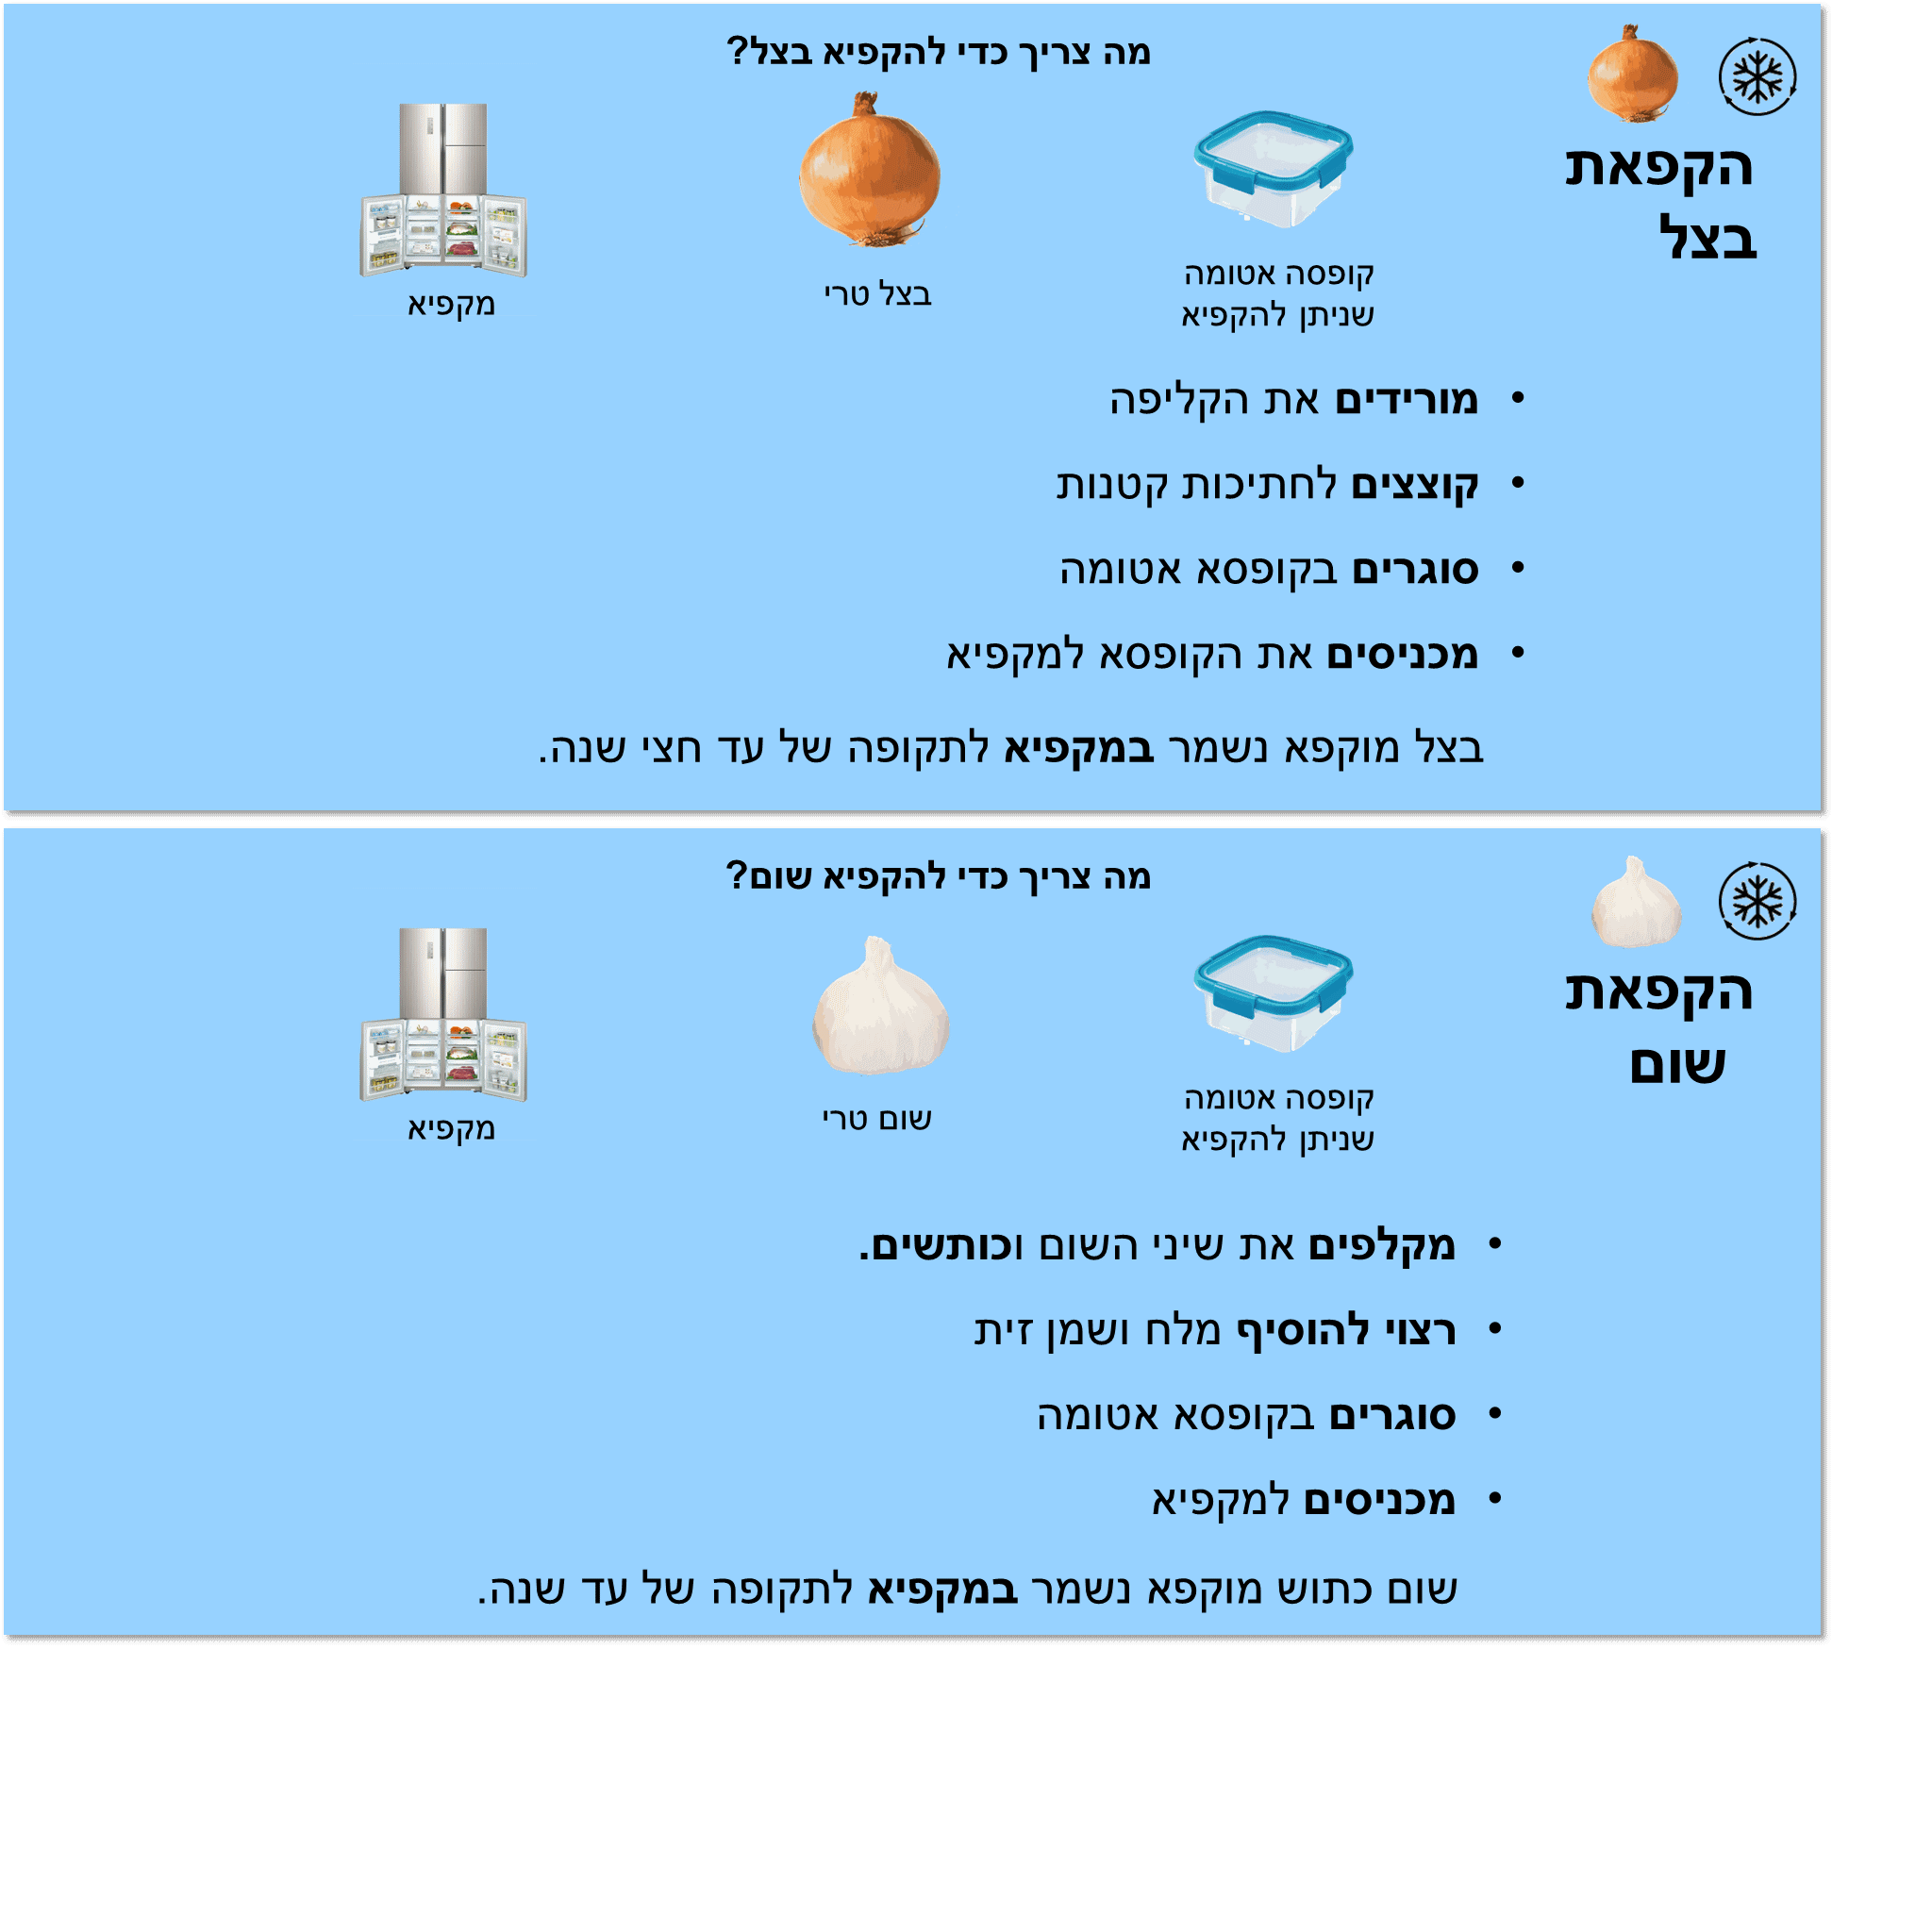 הקפאת
בצל
מה צריך כדי להקפיא בצל?
קופסה אטומה
שניתן להקפיא
בצל טרי
מקפיא
• מורידים את הקליפה
• קוצצים לחתיכות קטנות
• סוגרים בקופסא אטומה
• מכניסים את הקופסא למקפיא
בצל מוקפא נשמר במקפיא לתקופה של עד חצי שנה.
הקפאת
שום
מה צריך כדי להקפיא שום?
קופסה אטומה
שניתן להקפיא
שום טרי
מקפיא
• מקלפים את שיני השום וכותשים.
• רצוי להוסיף מלח ושמן זית
• סוגרים בקופסא אטומה
• מכניסים למקפיא
שום כתוש מוקפא נשמר במקפיא לתקופה של עד שנה.